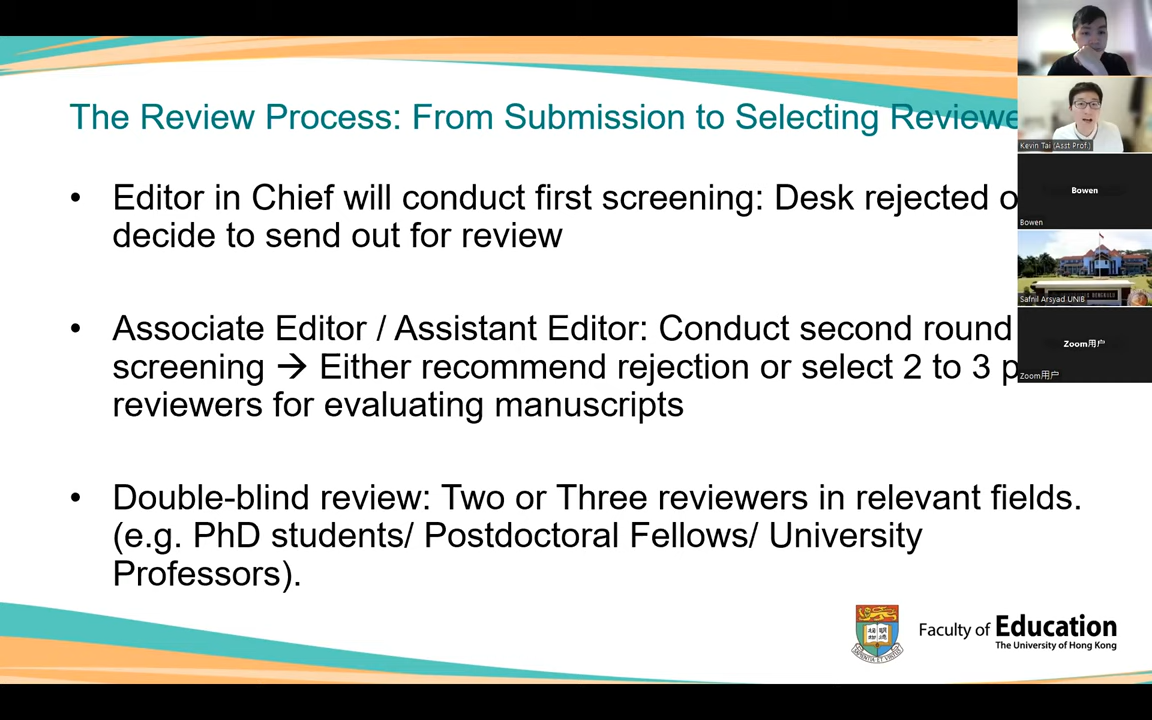 The Review Process: From Submission to Selecting Reviewe
• Editor in Chief will conduct first screening: Desk rejected o
decide to send out for review
• Associate Editor / Assistant Editor: Conduct second round
screening → Either recommend rejection or select 2 to 3 p
reviewers for evaluating manuscripts
• Double-blind review: Two or Three reviewers in relevant fields.
(e.g. PhD students/ Postdoctoral Fellows/ University
Professors).
Faculty of Education
The University of Hong Kong
Kevin Tai (Asst Prof.)
Bowen
Bowen
Safnil Arsyad UNIB
Zoom用户
Zoom用户